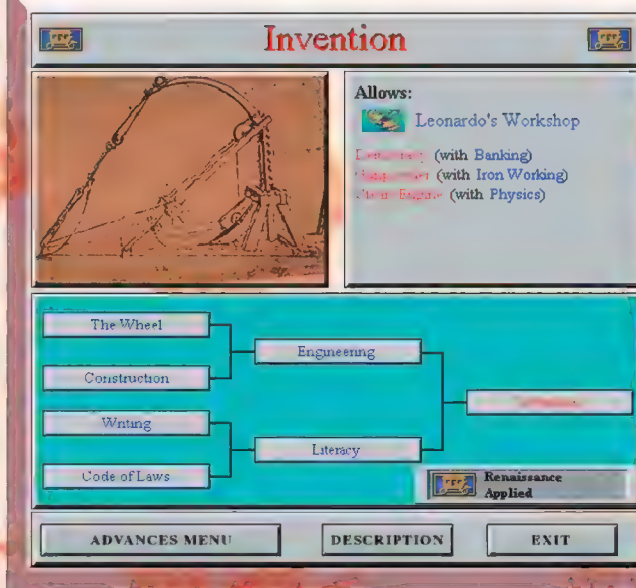 Invention
Allows:
Leonardo's Workshop
(with Banking)
(with Iron Working)
(with Physics)
The Wheel
Engineering
Construction
Writing
Literacy
Code of Laws
Renaissance
Applied
ADVANCES MENU
DESCRIPTION
EXIT